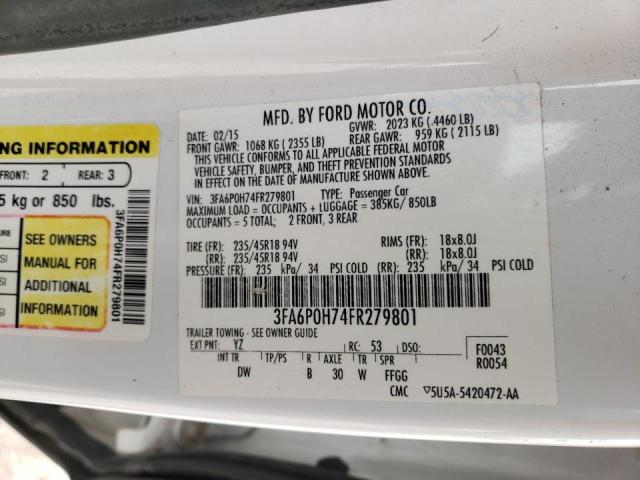 NG INFORMATION
FRONT: 2 REAR: 3
5 kg or 850 lbs.
SEE OWNERS
MANUAL FOR
ADDITIONAL
INFORMATION
3FA6P0H74FR279801
MFD. BY FORD MOTOR CO.
02/15 GVWR: 2023 KG (.4460 LB)
FRONT GAWR: 1068 KG ( 2355 LB) REAR GAWR: 959 KG ( 2115 LB)
THIS VEHICLE CONFORMS TO ALL APPLICABLE FEDERAL MOTOR
VEHICLE SAFETY, BUMPER, AND THEFT PREVENTION STANDARDS
IN EFFECT ON THE DATE OF MANUFACTURE SHOWN ABOVE.
VIN: 3FA6P0H74FR279801 TYPE: Passenger Car
MAXIMUM LOAD = OCCUPANTS + LUGGAGE = 385KG/ 850LB
OCCUPANTS = 5 TOTAL; 2 FRONT, 3 REAR
TIRE (FR): 235/45R18 94V RIMS (FR): 18x8.0J
(RR): 235/45R18 94V (RR): 18x8.0J
PRESSURE (FR): 235 kPa/ 34 PSI COLD (RR): 235 kPa/ 34 PSI COLD
3FA6P0H74FR279801
TRAILER TOWING - SEE OWNER GUIDE
EXT PNT: YZ RC: 53 DSO: F0043
INT TR TP/PS R AXLE TR SPR R0054
DW B 30 W FFGG
CMC 5U5A-5420472-AA